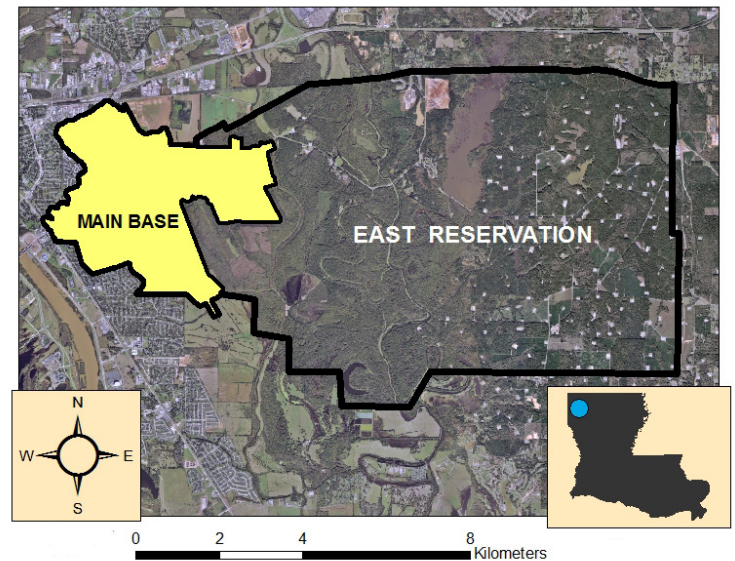 MAIN BASE
EAST RESERVATION
N
W E
S
0 2 4 8
Kilometers